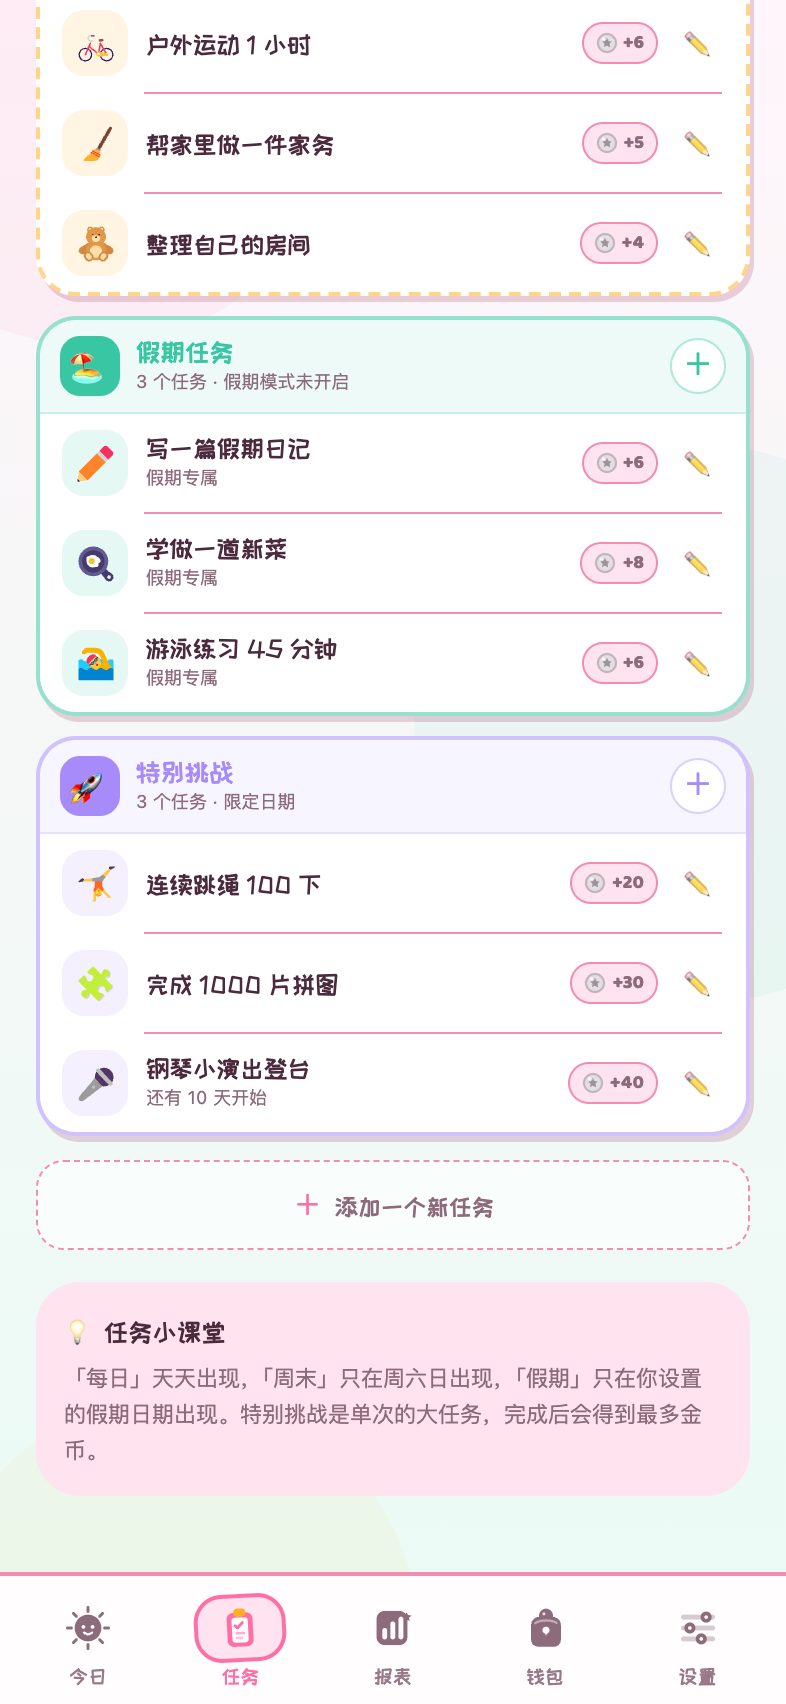 户外运动 1 小时
+6
帮家里做一件家务
+5
整理自己的房间
+4
假期任务
3 个任务 · 假期模式未开启
写一篇假期日记
假期专属
+6
学做一道新菜
假期专属
+8
游泳练习 45 分钟
假期专属
+6
特别挑战
3 个任务 · 限定日期
连续跳绳 100 下
+20
完成 1000 片拼图
+30
钢琴小演出登台
还有 10 天开始
+40
+ 添加一个新任务
任务小课堂
「每日」天天出现，「周末」只在周六日出现，「假期」只在你设置
的假期日期出现。特别挑战是单次的大任务，完成后会得到最多金
币。
今日
任务
报表
钱包
设置